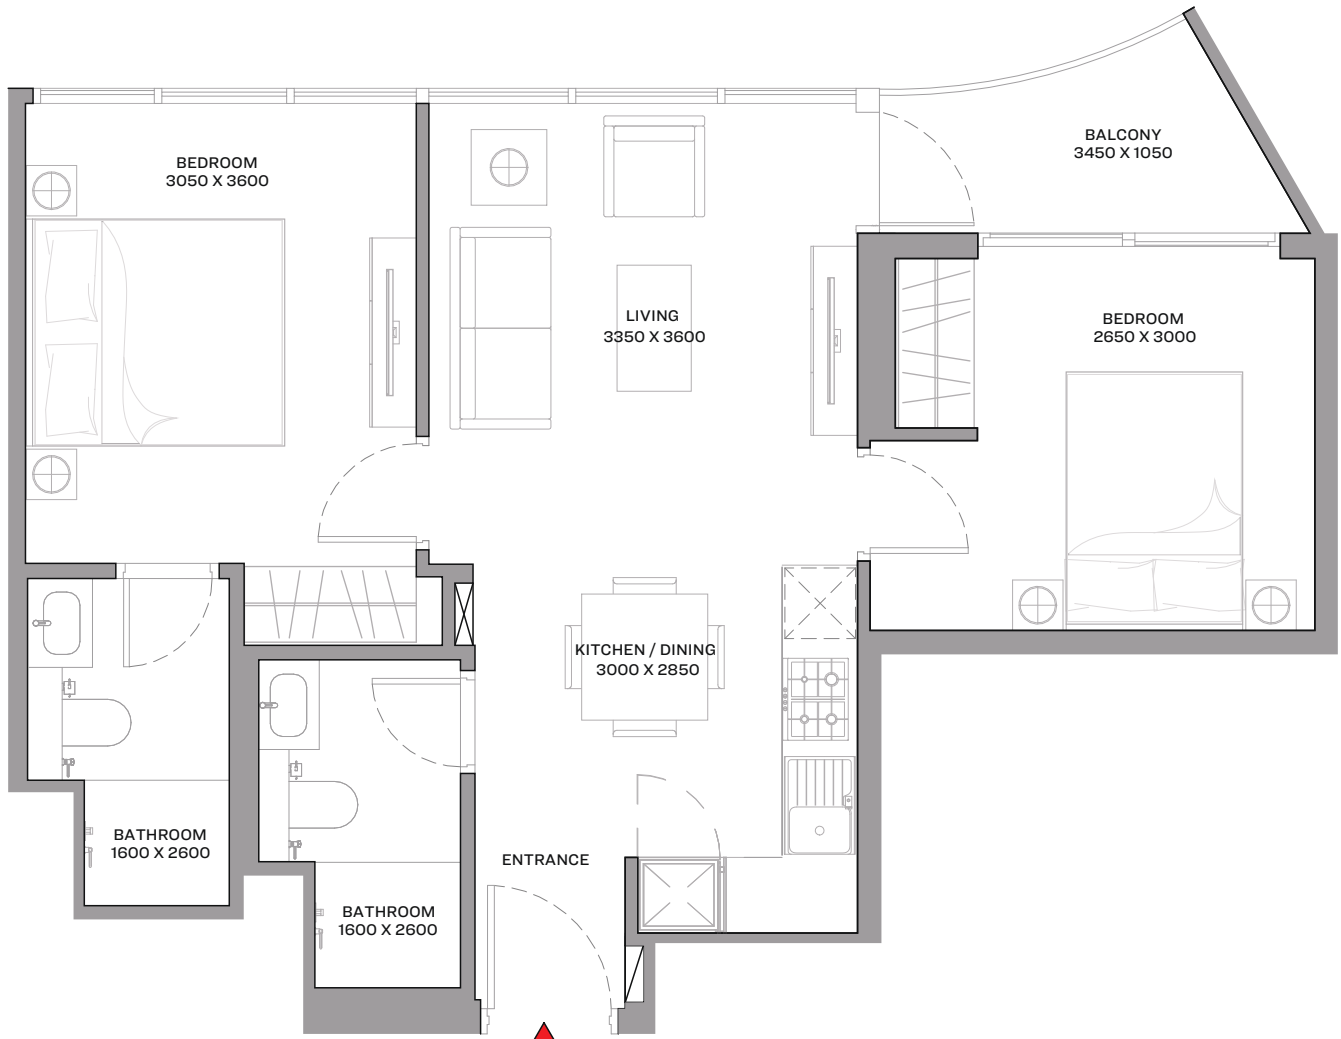 BEDROOM
3050 X 3600
BALCONY
3450 X 1050
LIVING
3350 X 3600
BEDROOM
2650 X 3000
KITCHEN / DINING
3000 X 2850
BATHROOM
1600 X 2600
ENTRANCE
BATHROOM
1600 X 2600